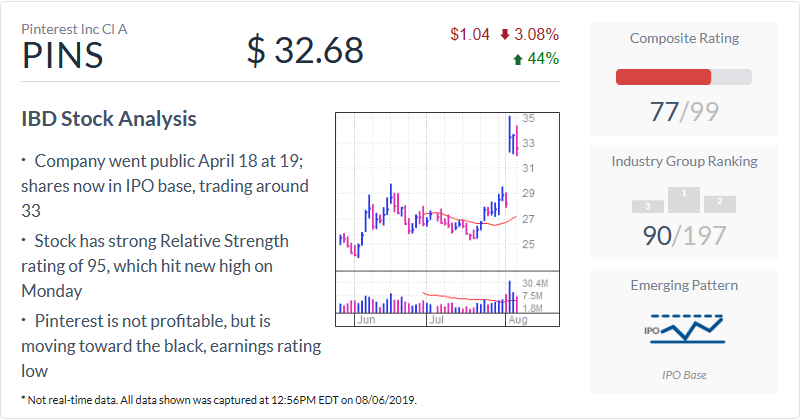 Pinterest Inc Cl A
PINS
$ 32.68
$1.04 3.08%
44%
IBD Stock Analysis
• Company went public April 18 at 19;
shares now in IPO base, trading around
33
• Stock has strong Relative Strength
rating of 95, which hit new high on
Monday
• Pinterest is not profitable, but is
moving toward the black, earnings rating
low
35
33
31
29
27
25
30.4M
7.5M
1.8M
Jun
Jul
Aug
* Not real-time data. All data shown was captured at 12:56PM EDT on 08/06/2019.
Composite Rating
77/99
Industry Group Ranking
3
1
2
90/197
Emerging Pattern
IPO
IPO Base